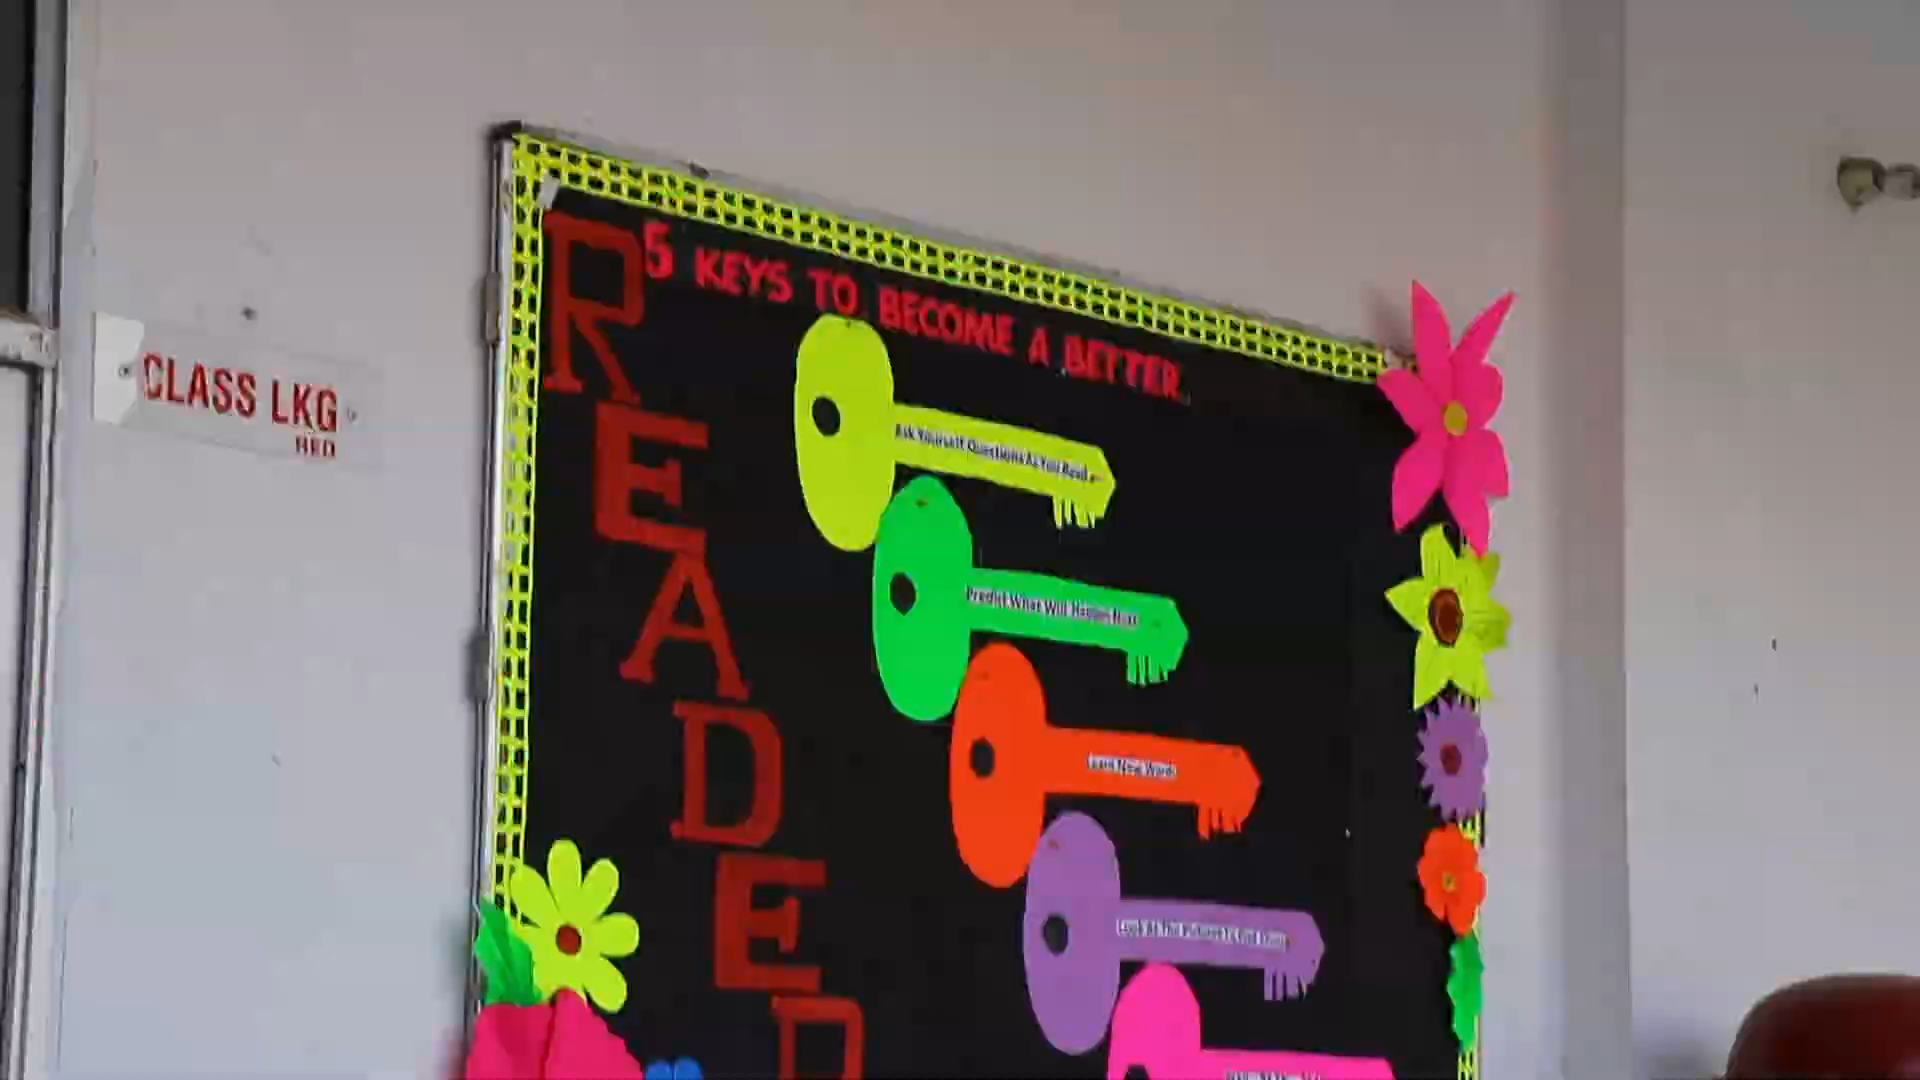 CLASS LKG
RED
5 KEYS TO BECOME A BETTER
READER
Ask Yourself Questions As You Read
Predict What Will Happen Next
Learn New Words
Look At The Pictures To Find Clues